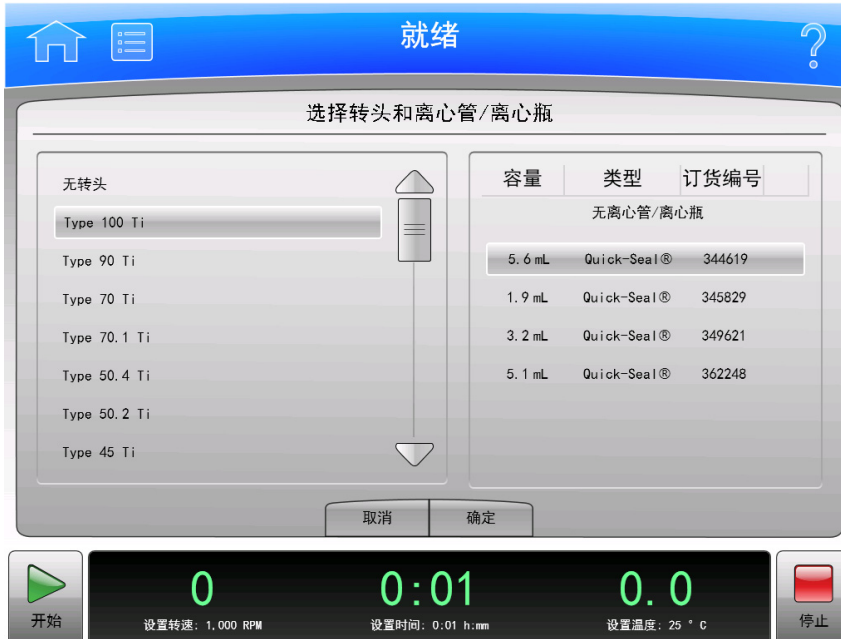 就绪
?
选择转头和离心管/离心瓶
无转头
Type 100 Ti
Type 90 Ti
Type 70 Ti
Type 70.1 Ti
Type 50.4 Ti
Type 50.2 Ti
Type 45 Ti
容量 类型 订货编号
无离心管/离心瓶
5.6 mL Quick-Seal® 344619
1.9 mL Quick-Seal® 345829
3.2 mL Quick-Seal® 349621
5.1 mL Quick-Seal® 362248
取消 确定
0 0:01 0.0
开始 设置转速: 1,000 RPM 设置时间: 0:01 h:mm 设置温度: 25 ° C 停止